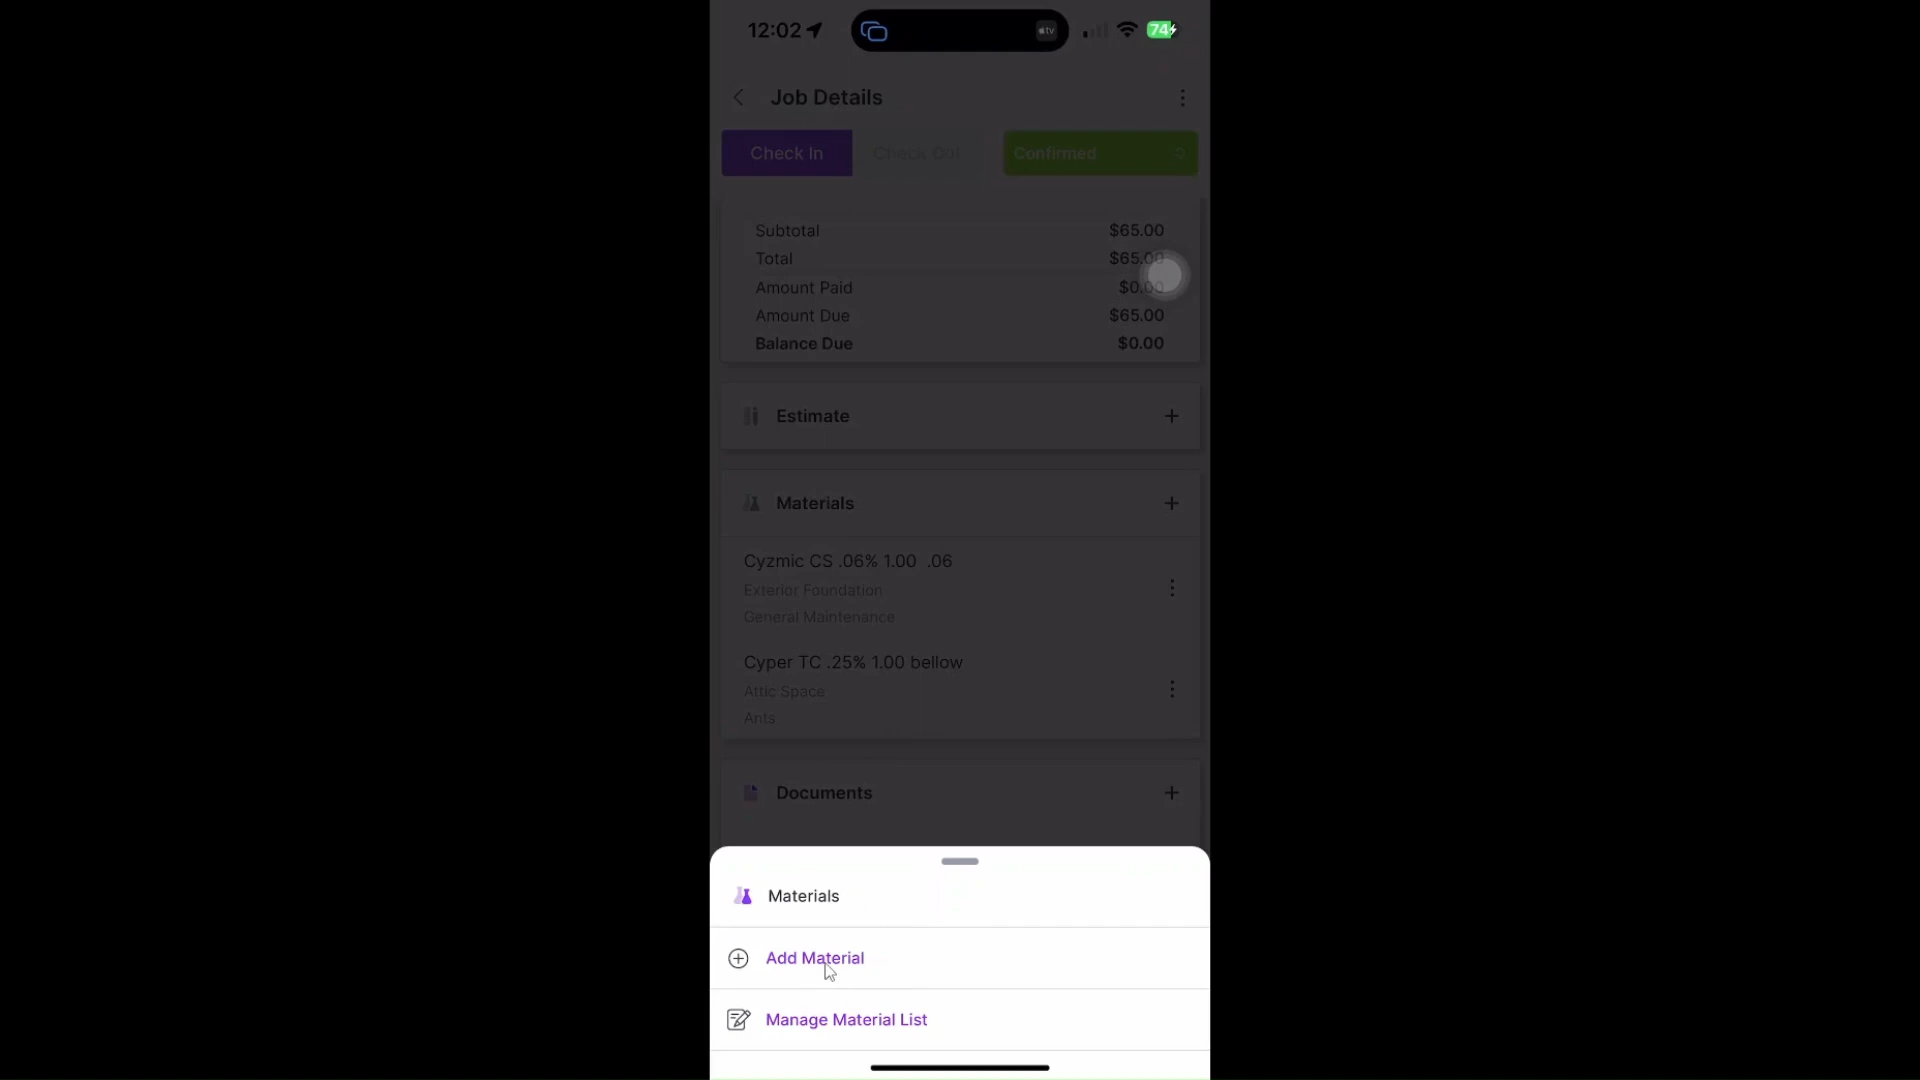 12:02
tv
74
Job Details
Check In
Check Out
Confirmed
Subtotal $65.00
Total $65.00
Amount Paid $0.00
Amount Due $65.00
Balance Due $0.00
Estimate
Materials
Cyzmic CS .06% 1.00 .06
Exterior Foundation
General Maintenance
Cyper TC .25% 1.00 bellow
Attic Space
Ants
Documents
Materials
Add Material
Manage Material List